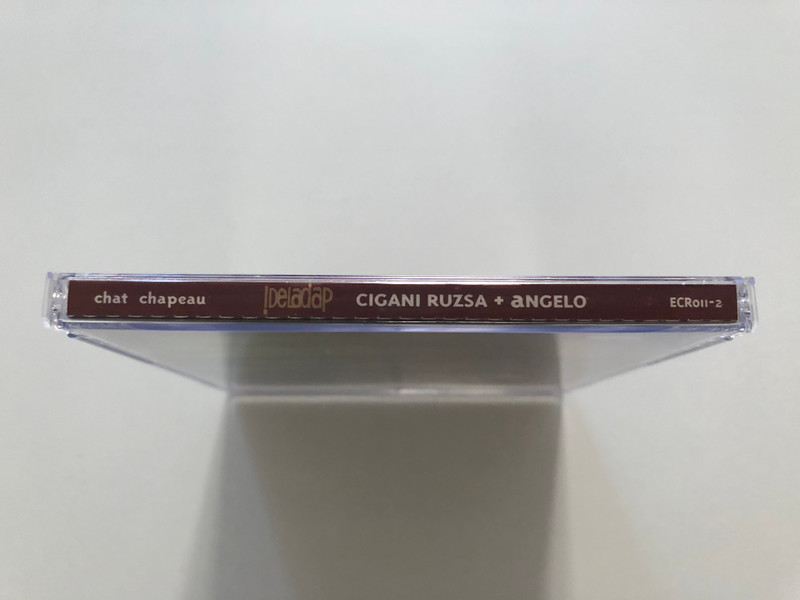 chat chapeau !DelaDap CIGANI RUZSA + aNGELO ECR011-2